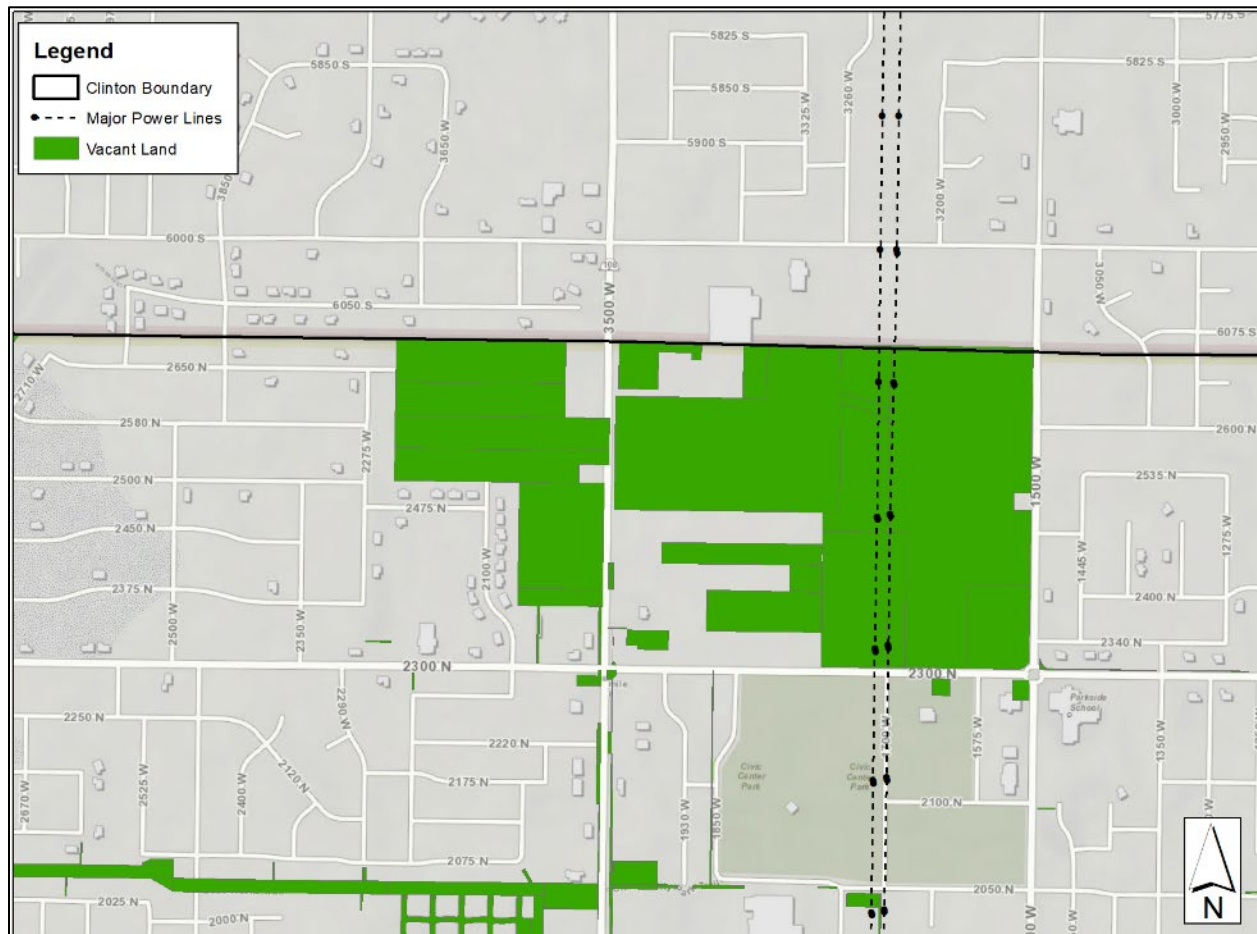 Legend
Clinton Boundary
Major Power Lines
Vacant Land
5775 W
5825 S
5825 S
5850 S
5850 S
5900 S
3325 W
3260 W
3650 W
3850
3200 W
3000 W
2950 W
6000 S
108
3050 W
6050 S
3500 W
6075 S
2650 N
2710 W
2580 N
2275 W
2600 N
2500 N
2475 N
1500 W
2535 N
2450 N
2100 W
1445 W
1275 W
2375 N
2400 N
2500 W
2350 W
2340 N
2300 N
2300 N
2290 W
Parkside
School
2250 N
2220 N
1575 W
1350 W
2120 N
2175 N
Civic
Center
Park
Civic
Center
Park
2670 W
2525 W
2400 W
1930 W
1850 W
2100 N
2075 N
2050 N
2025 N
2000 N
N